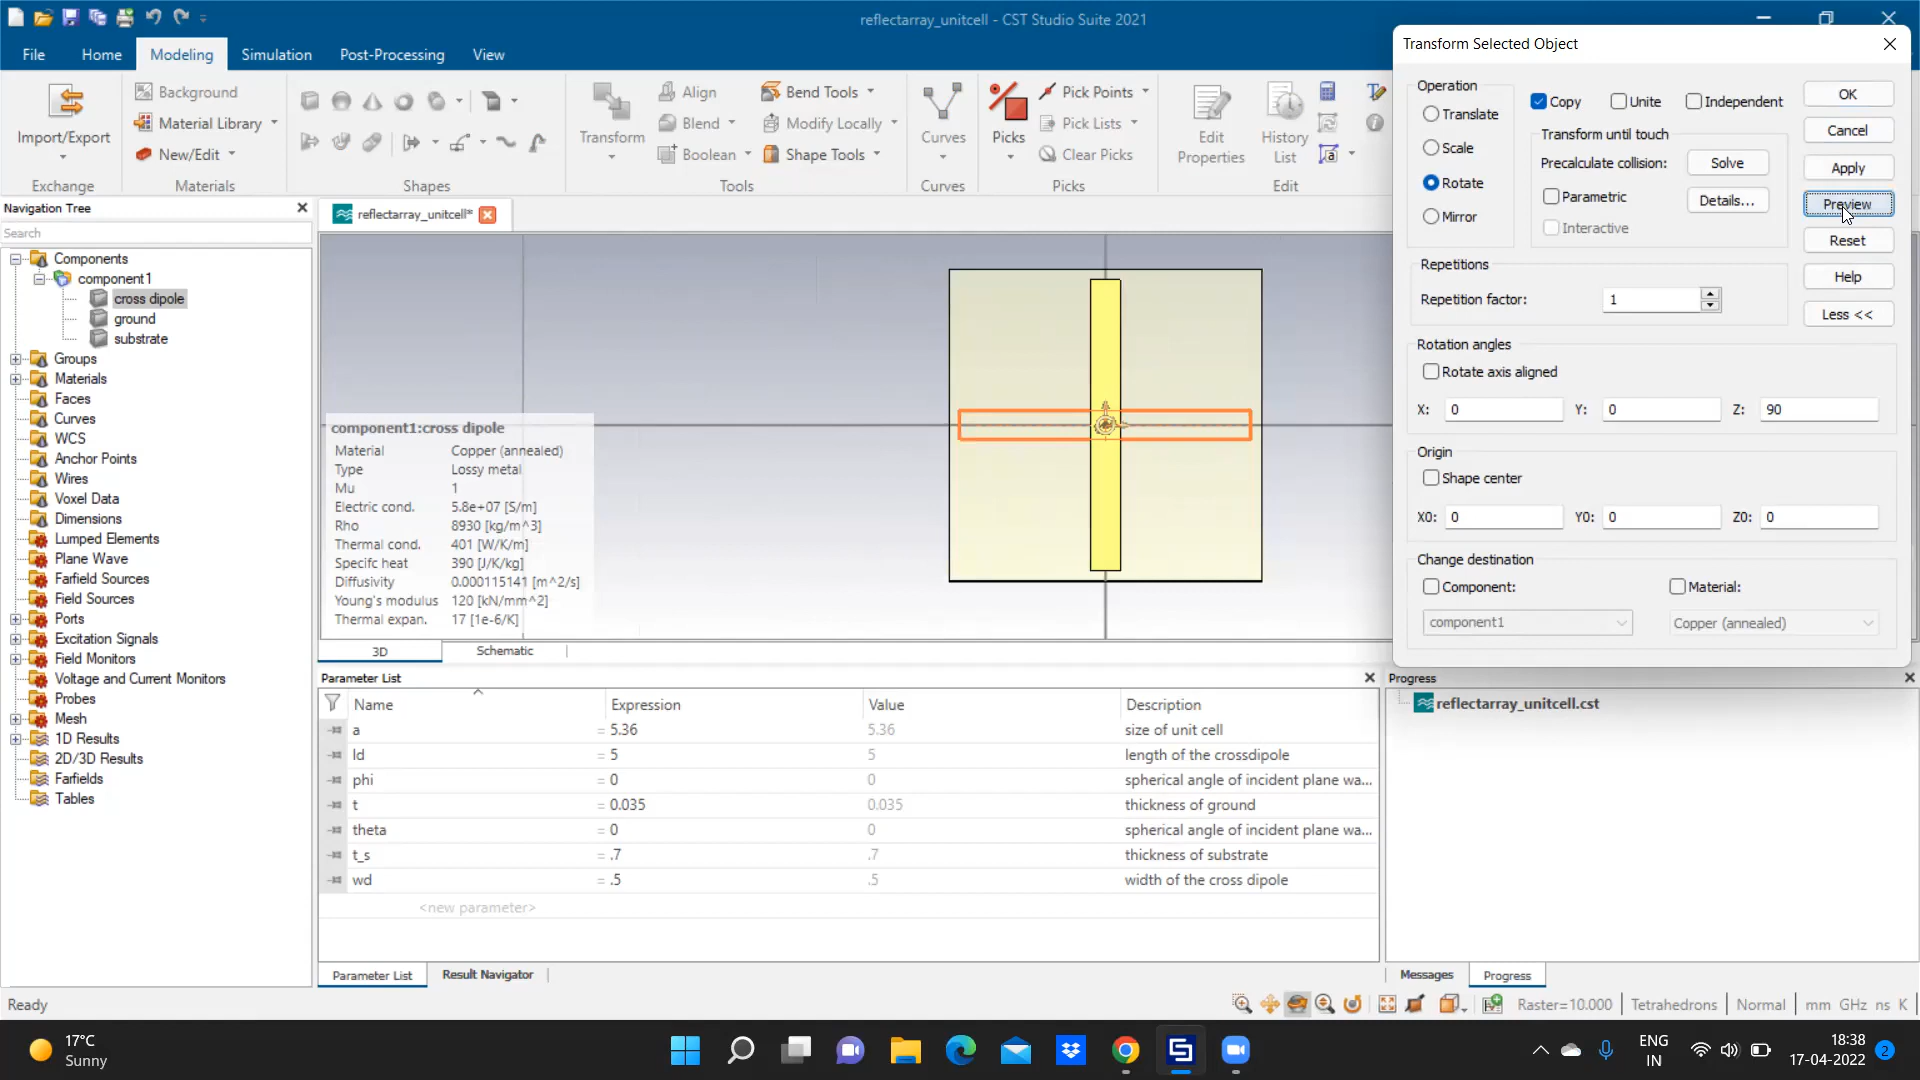 reflectarray_unitcell - CST Studio Suite 2021
File
Home
Modeling
Simulation
Post-Processing
View
Import/Export
Exchange
Background
Material Library
New/Edit
Materials
Shapes
Transform
Align
Blend
Boolean
Bend Tools
Modify Locally
Shape Tools
Tools
Curves
Curves
Picks
Pick Points
Pick Lists
Clear Picks
Picks
Edit Properties
History List
Edit
Navigation Tree
Search
Components
component1
cross dipole
ground
substrate
Groups
Materials
Faces
Curves
WCS
Anchor Points
Wires
Voxel Data
Dimensions
Lumped Elements
Plane Wave
Farfield Sources
Field Sources
Ports
Excitation Signals
Field Monitors
Voltage and Current Monitors
Probes
Mesh
1D Results
2D/3D Results
Farfields
Tables
reflectarray_unitcell*
component1:cross dipole
Material Copper (annealed)
Type Lossy metal
Mu 1
Electric cond. 5.8e+07 [S/m]
Rho 8930 [kg/m^3]
Thermal cond. 401 [W/K/m]
Specifc heat 390 [J/K/kg]
Diffusivity 0.000115141 [m^2/s]
Young's modulus 120 [kN/mm^2]
Thermal expan. 17 [1e-6/K]
3D Schematic
Parameter List
Name Expression Value Description
a = 5.36 5.36 size of unit cell
ld = 5 5 length of the crossdipole
phi = 0 0 spherical angle of incident plane wa...
t = 0.035 0.035 thickness of ground
theta = 0 0 spherical angle of incident plane wa...
t_s = .7 .7 thickness of substrate
wd = .5 .5 width of the cross dipole
<new parameter>
Parameter List Result Navigator
Transform Selected Object
Operation
Translate
Scale
Rotate
Mirror
Copy Unite Independent
Transform until touch
Precalculate collision: Solve
Parametric Details...
Interactive
OK
Cancel
Apply
Preview
Reset
Help
Less <<
Repetitions
Repetition factor: 1
Rotation angles
Rotate axis aligned
X: 0 Y: 0 Z: 90
Origin
Shape center
X0: 0 Y0: 0 Z0: 0
Change destination
Component: Material:
component1 Copper (annealed)
Progress
reflectarray_unitcell.cst
Messages Progress
Ready
Raster=10.000 Tetrahedrons Normal mm GHz ns K
17°C
Sunny
ENG
IN
18:38
17-04-2022
2